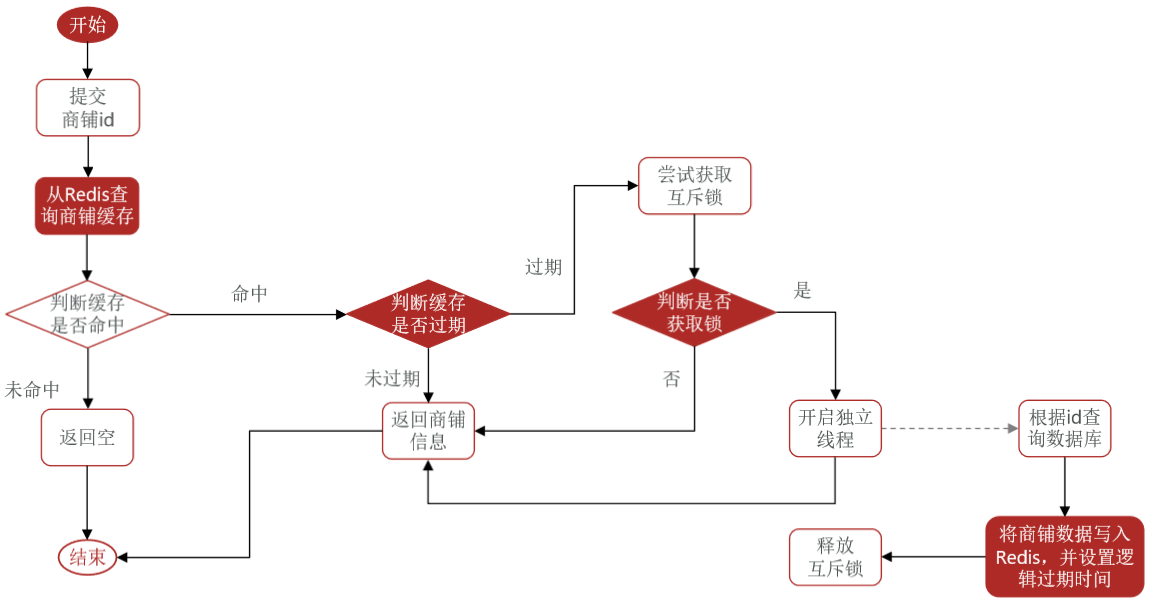 开始
提交
商铺id
从Redis查
询商铺缓存
判断缓存
是否命中
命中
未命中
返回空
结束
判断缓存
是否过期
过期
未过期
返回商铺
信息
尝试获取
互斥锁
判断是否
获取锁
是
否
开启独立
线程
根据id查
询数据库
将商铺数据写入
Redis，并设置逻
辑过期时间
释放
互斥锁